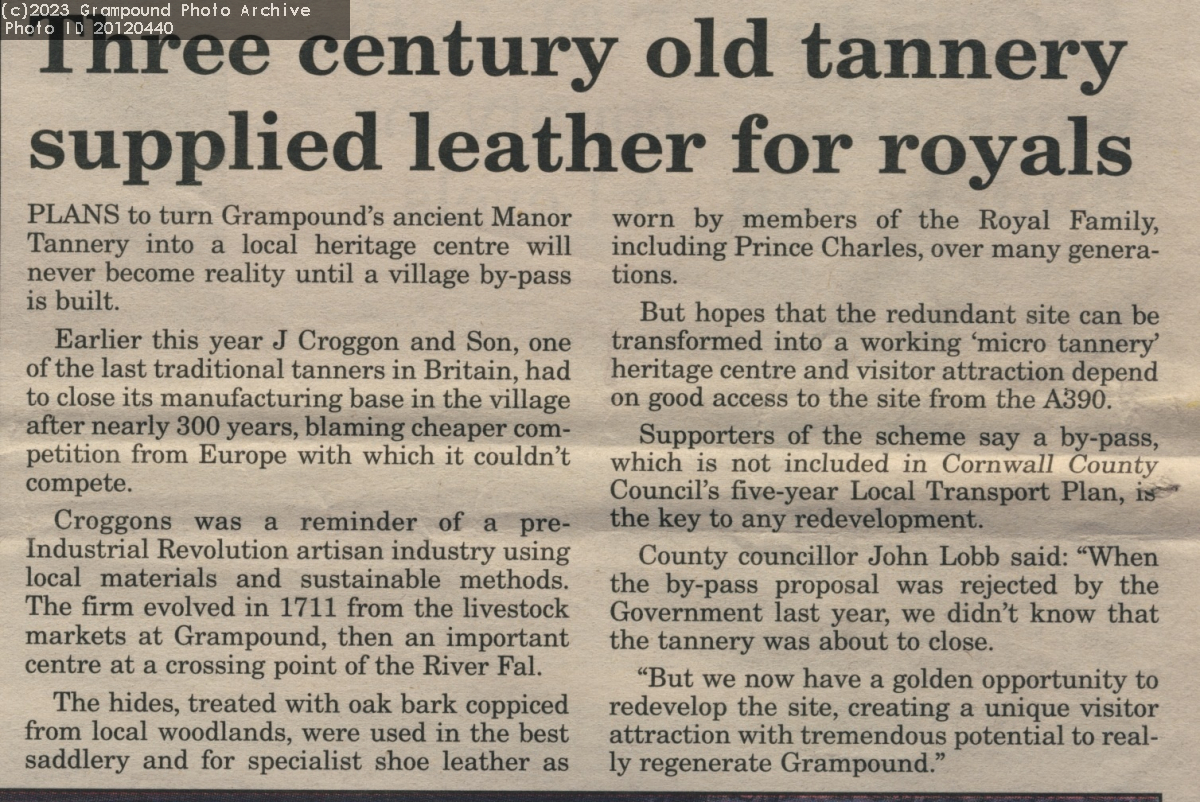 (c)2023 Grampound Photo Archive
Photo ID 20120440
Three century old tannery
supplied leather for royals
PLANS to turn Grampound's ancient Manor
Tannery into a local heritage centre will
never become reality until a village by-pass
is built.
Earlier this year J Croggon and Son, one
of the last traditional tanners in Britain, had
to close its manufacturing base in the village
after nearly 300 years, blaming cheaper com-
petition from Europe with which it couldn't
compete.
Croggons was a reminder of a pre-
Industrial Revolution artisan industry using
local materials and sustainable methods.
The firm evolved in 1711 from the livestock
markets at Grampound, then an important
centre at a crossing point of the River Fal.
The hides, treated with oak bark coppiced
from local woodlands, were used in the best
saddlery and for specialist shoe leather as
worn by members of the Royal Family,
including Prince Charles, over many genera-
tions.
But hopes that the redundant site can be
transformed into a working 'micro tannery'
heritage centre and visitor attraction depend
on good access to the site from the A390.
Supporters of the scheme say a by-pass,
which is not included in Cornwall County
Council's five-year Local Transport Plan, is
the key to any redevelopment.
County councillor John Lobb said: "When
the by-pass proposal was rejected by the
Government last year, we didn't know that
the tannery was about to close.
"But we now have a golden opportunity to
redevelop the site, creating a unique visitor
attraction with tremendous potential to real-
ly regenerate Grampound."